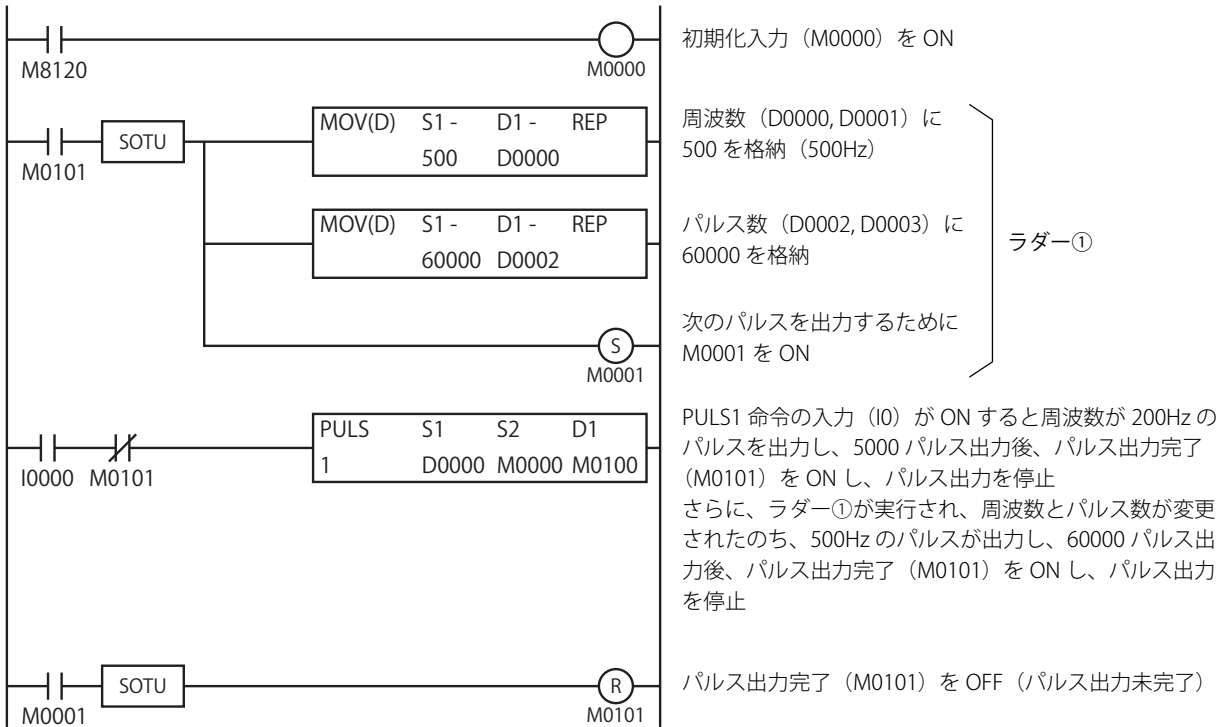 M8120
M0000
初期化入力（M0000）を ON
M0101
SOTU
MOV(D) S1 - D1 - REP
500 D0000
周波数（D0000, D0001）に
500 を格納（500Hz）
MOV(D) S1 - D1 - REP
60000 D0002
パルス数（D0002, D0003）に
60000 を格納
ラダー①
S
M0001
次のパルスを出力するために
M0001 を ON
I0000 M0101
PULS S1 S2 D1
1 D0000 M0000 M0100
PULS1 命令の入力（I0）が ON すると周波数が 200Hz の
パルスを出力し、5000 パルス出力後、パルス出力完了
（M0101）を ON し、パルス出力を停止
さらに、ラダー①が実行され、周波数とパルス数が変更
されたのち、500Hz のパルスが出力し、60000 パルス出
力後、パルス出力完了（M0101）を ON し、パルス出力
を停止
M0001
SOTU
R
M0101
パルス出力完了（M0101）を OFF（パルス出力未完了）